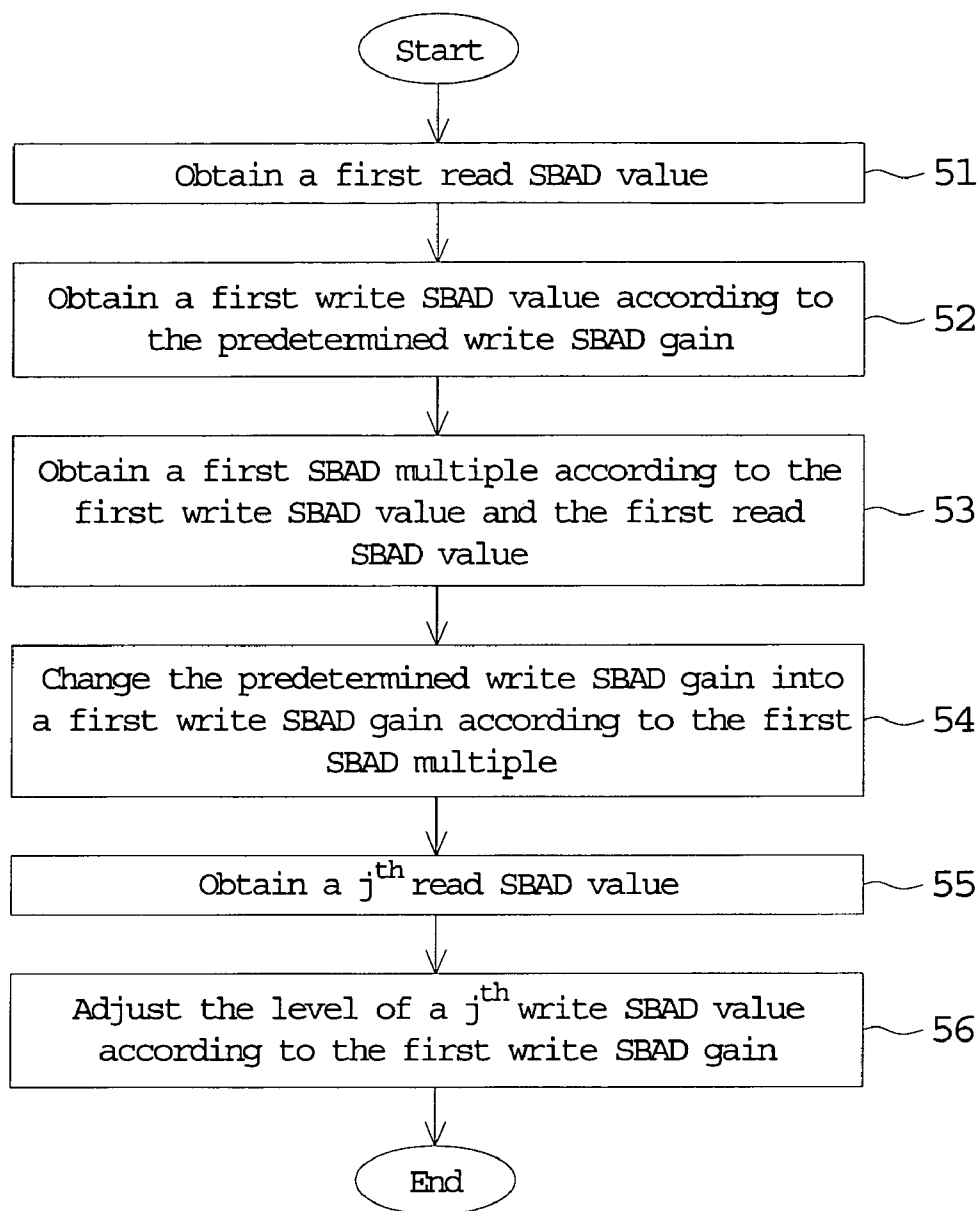 Start
Obtain a first read SBAD value
51
Obtain a first write SBAD value according to
the predetermined write SBAD gain
52
Obtain a first SBAD multiple according to the
first write SBAD value and the first read
SBAD value
53
Change the predetermined write SBAD gain into
a first write SBAD gain according to the first
SBAD multiple
54
Obtain a jth read SBAD value
55
Adjust the level of a jth write SBAD value
according to the first write SBAD gain
56
End